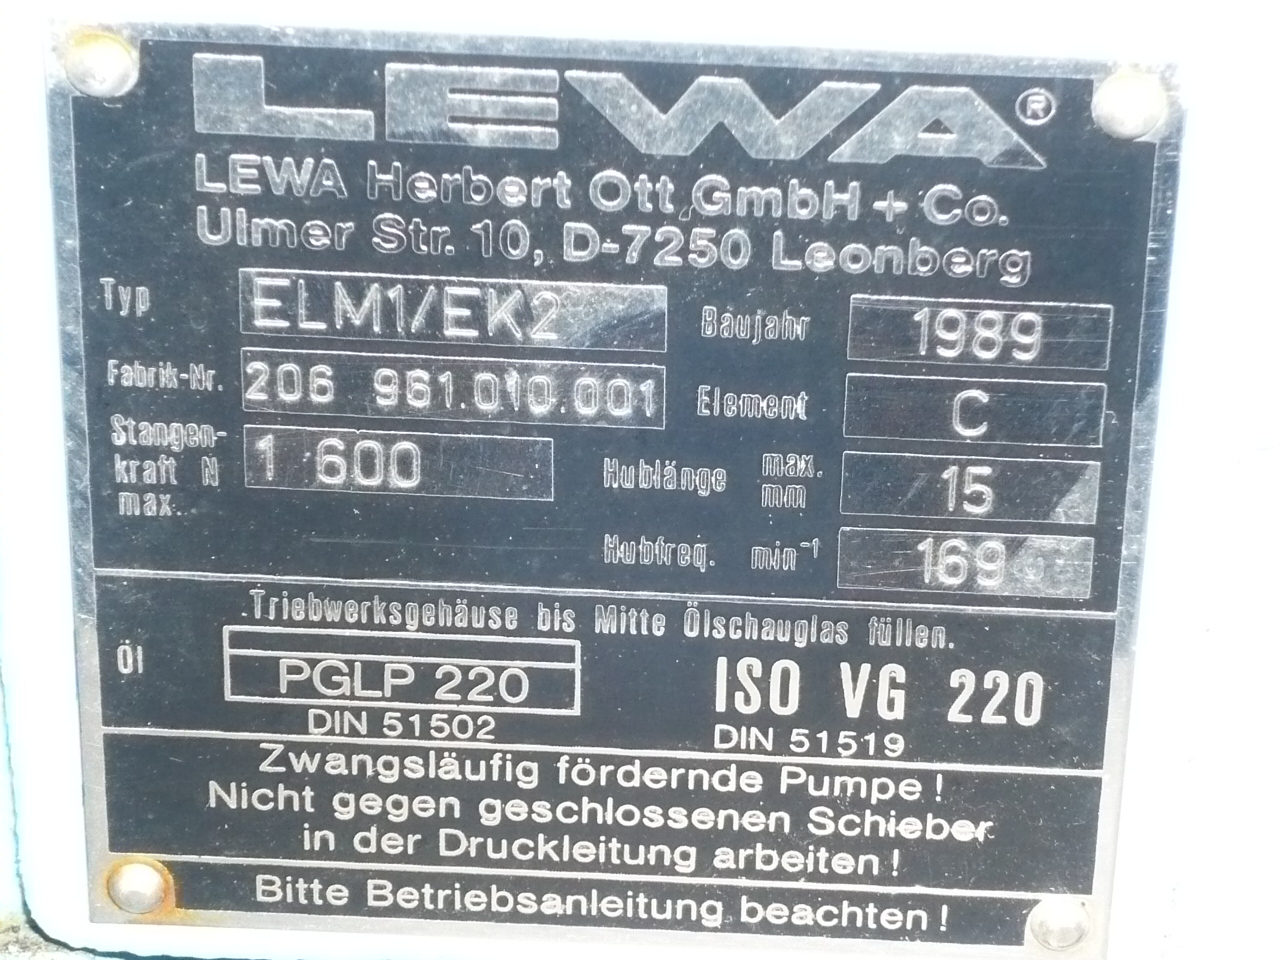 LEWA®
LEWA Herbert Ott GmbH + Co.
Ulmer Str. 10, D-7250 Leonberg
Typ ELM1/EK2 Baujahr 1989
Fabrik-Nr. 206 961.010.001 Element C
Stangen-
kraft N 1 600
max.
Hublänge max. mm 15
Hubfreq. min⁻¹ 169
Triebwerksgehäuse bis Mitte Ölschauglas füllen.
Öl PGLP 220 ISO VG 220
DIN 51502 DIN 51519
Zwangsläufig fördernde Pumpe!
Nicht gegen geschlossenen Schieber
in der Druckleitung arbeiten!
Bitte Betriebsanleitung beachten!